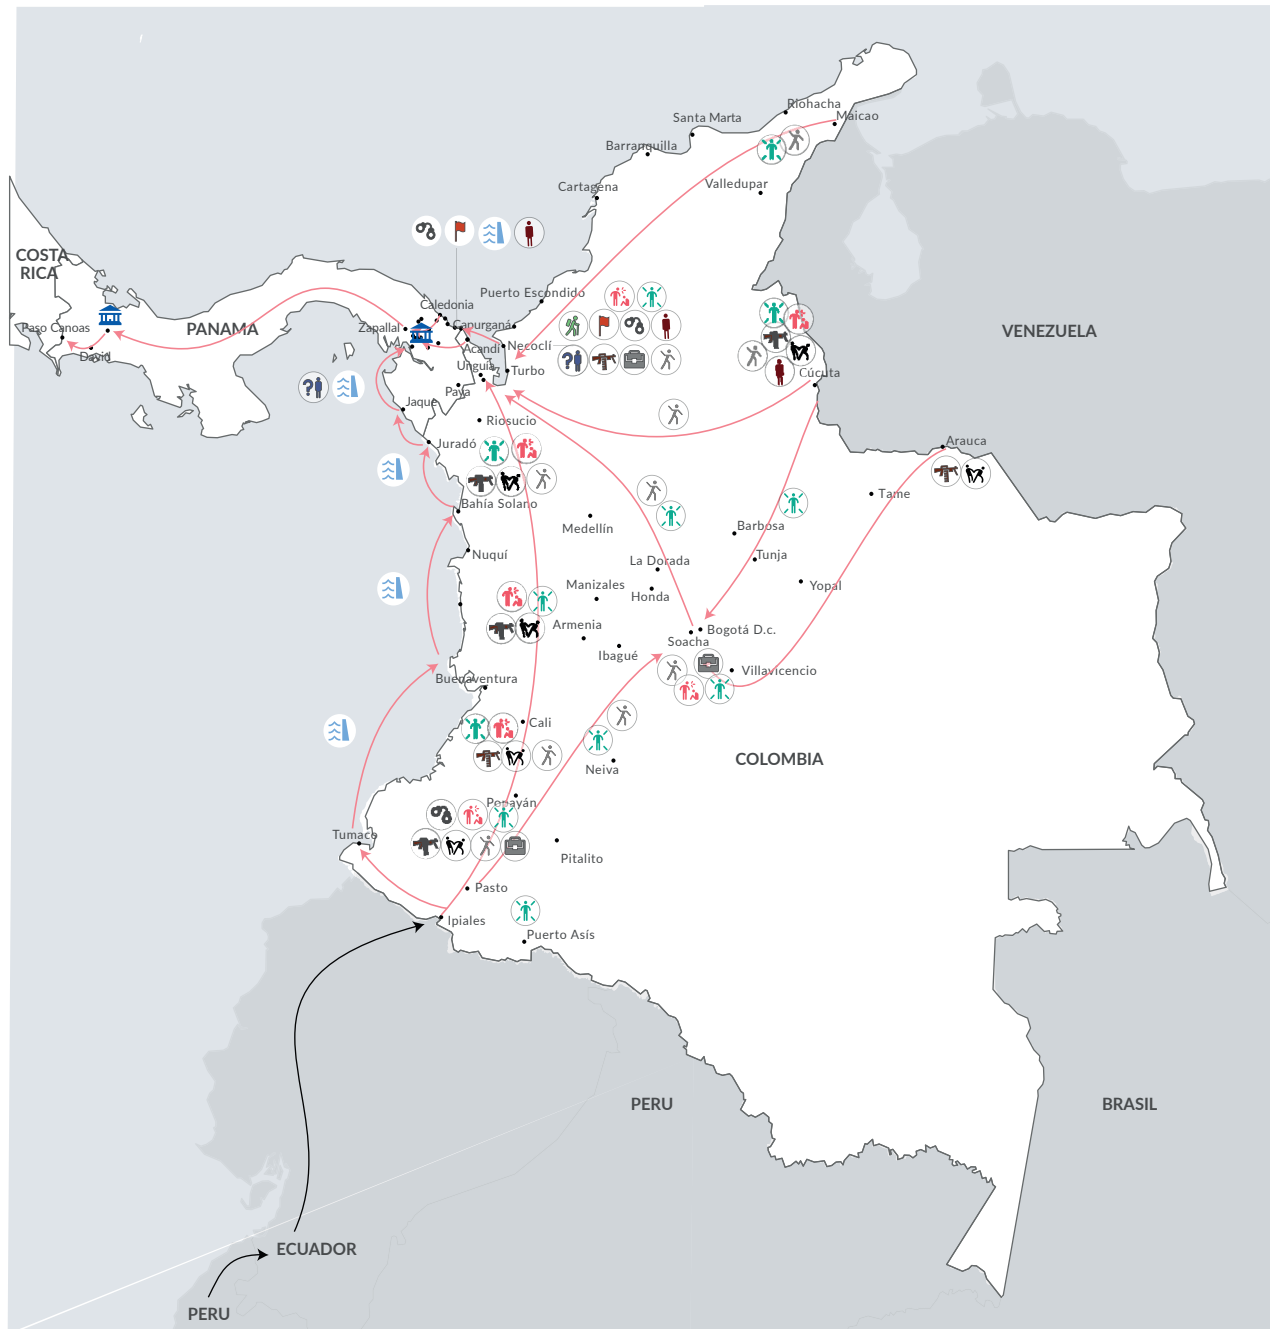 Riohacha
Maicao
Santa Marta
Barranquilla
Valledupar
Cartagena
COSTA
RICA
Puerto Escondido
Caledonia
Paso Canoas
PANAMA
Zapallal
Capurganá
VENEZUELA
David
Acandí
Necoclí
Unguía
Turbo
Cúcuta
Paya
Jaqué
Riosucio
Juradó
Arauca
Tame
Bahía Solano
Medellín
Barbosa
Nuquí
La Dorada
Tunja
Manizales
Honda
Yopal
Armenia
Bogotá D.c.
Soacha
Ibagué
Villavicencio
Buenaventura
Cali
COLOMBIA
Neiva
Popayán
Tumaco
Pitalito
Pasto
Ipiales
Puerto Asís
PERU
BRASIL
ECUADOR
PERU